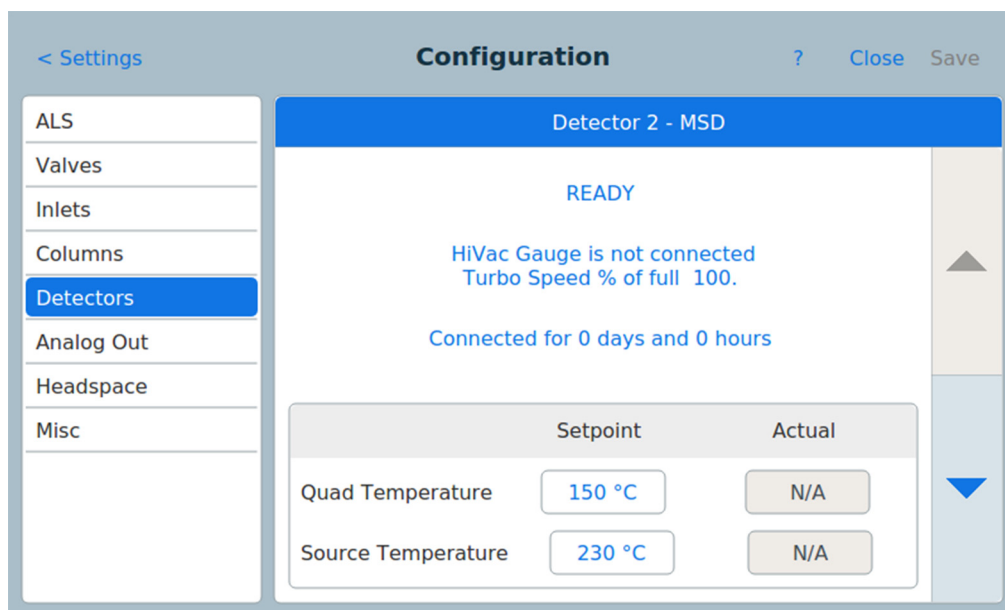 < Settings
Configuration
?
Close
Save
ALS
Valves
Inlets
Columns
Detectors
Analog Out
Headspace
Misc
Detector 2 - MSD
READY
HiVac Gauge is not connected
Turbo Speed % of full 100.
Connected for 0 days and 0 hours
Setpoint Actual
Quad Temperature 150 °C N/A
Source Temperature 230 °C N/A